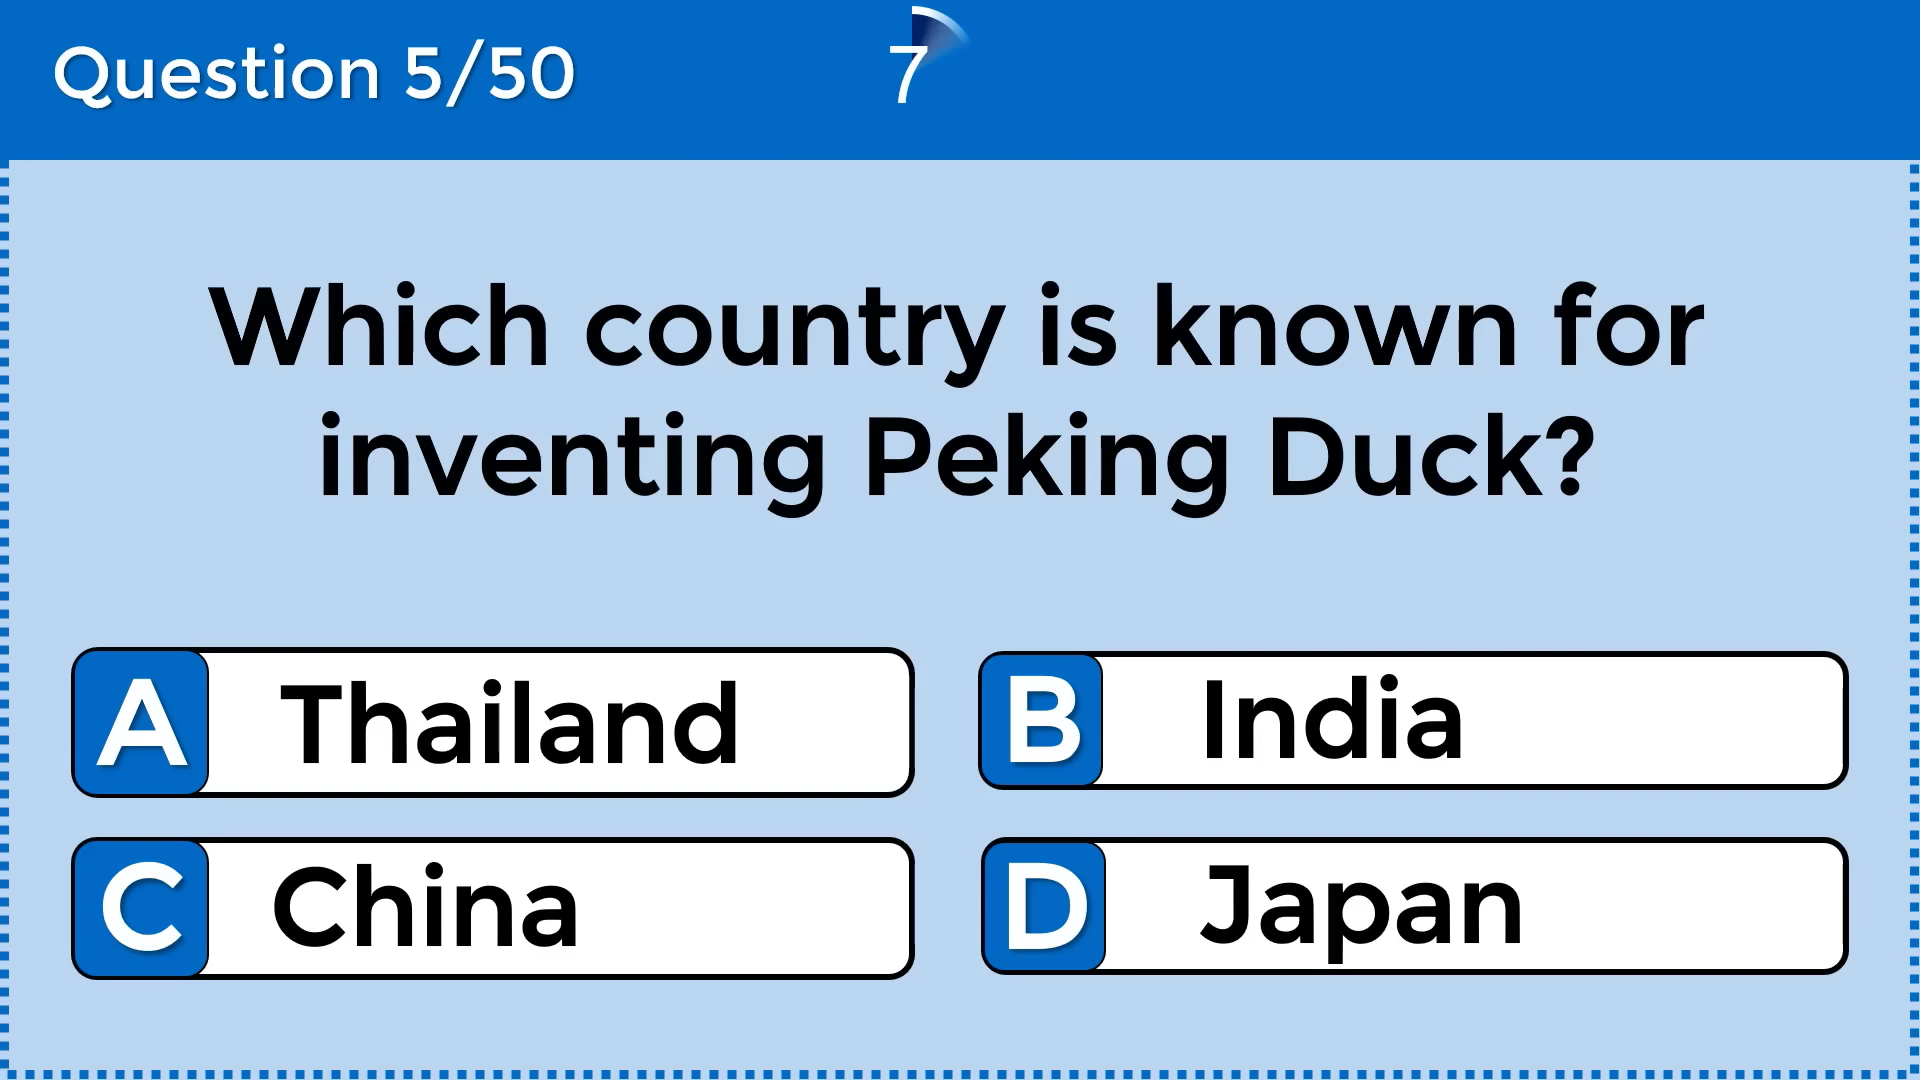 Question 5/50
7
Which country is known for
inventing Peking Duck?
A Thailand
B India
C China
D Japan